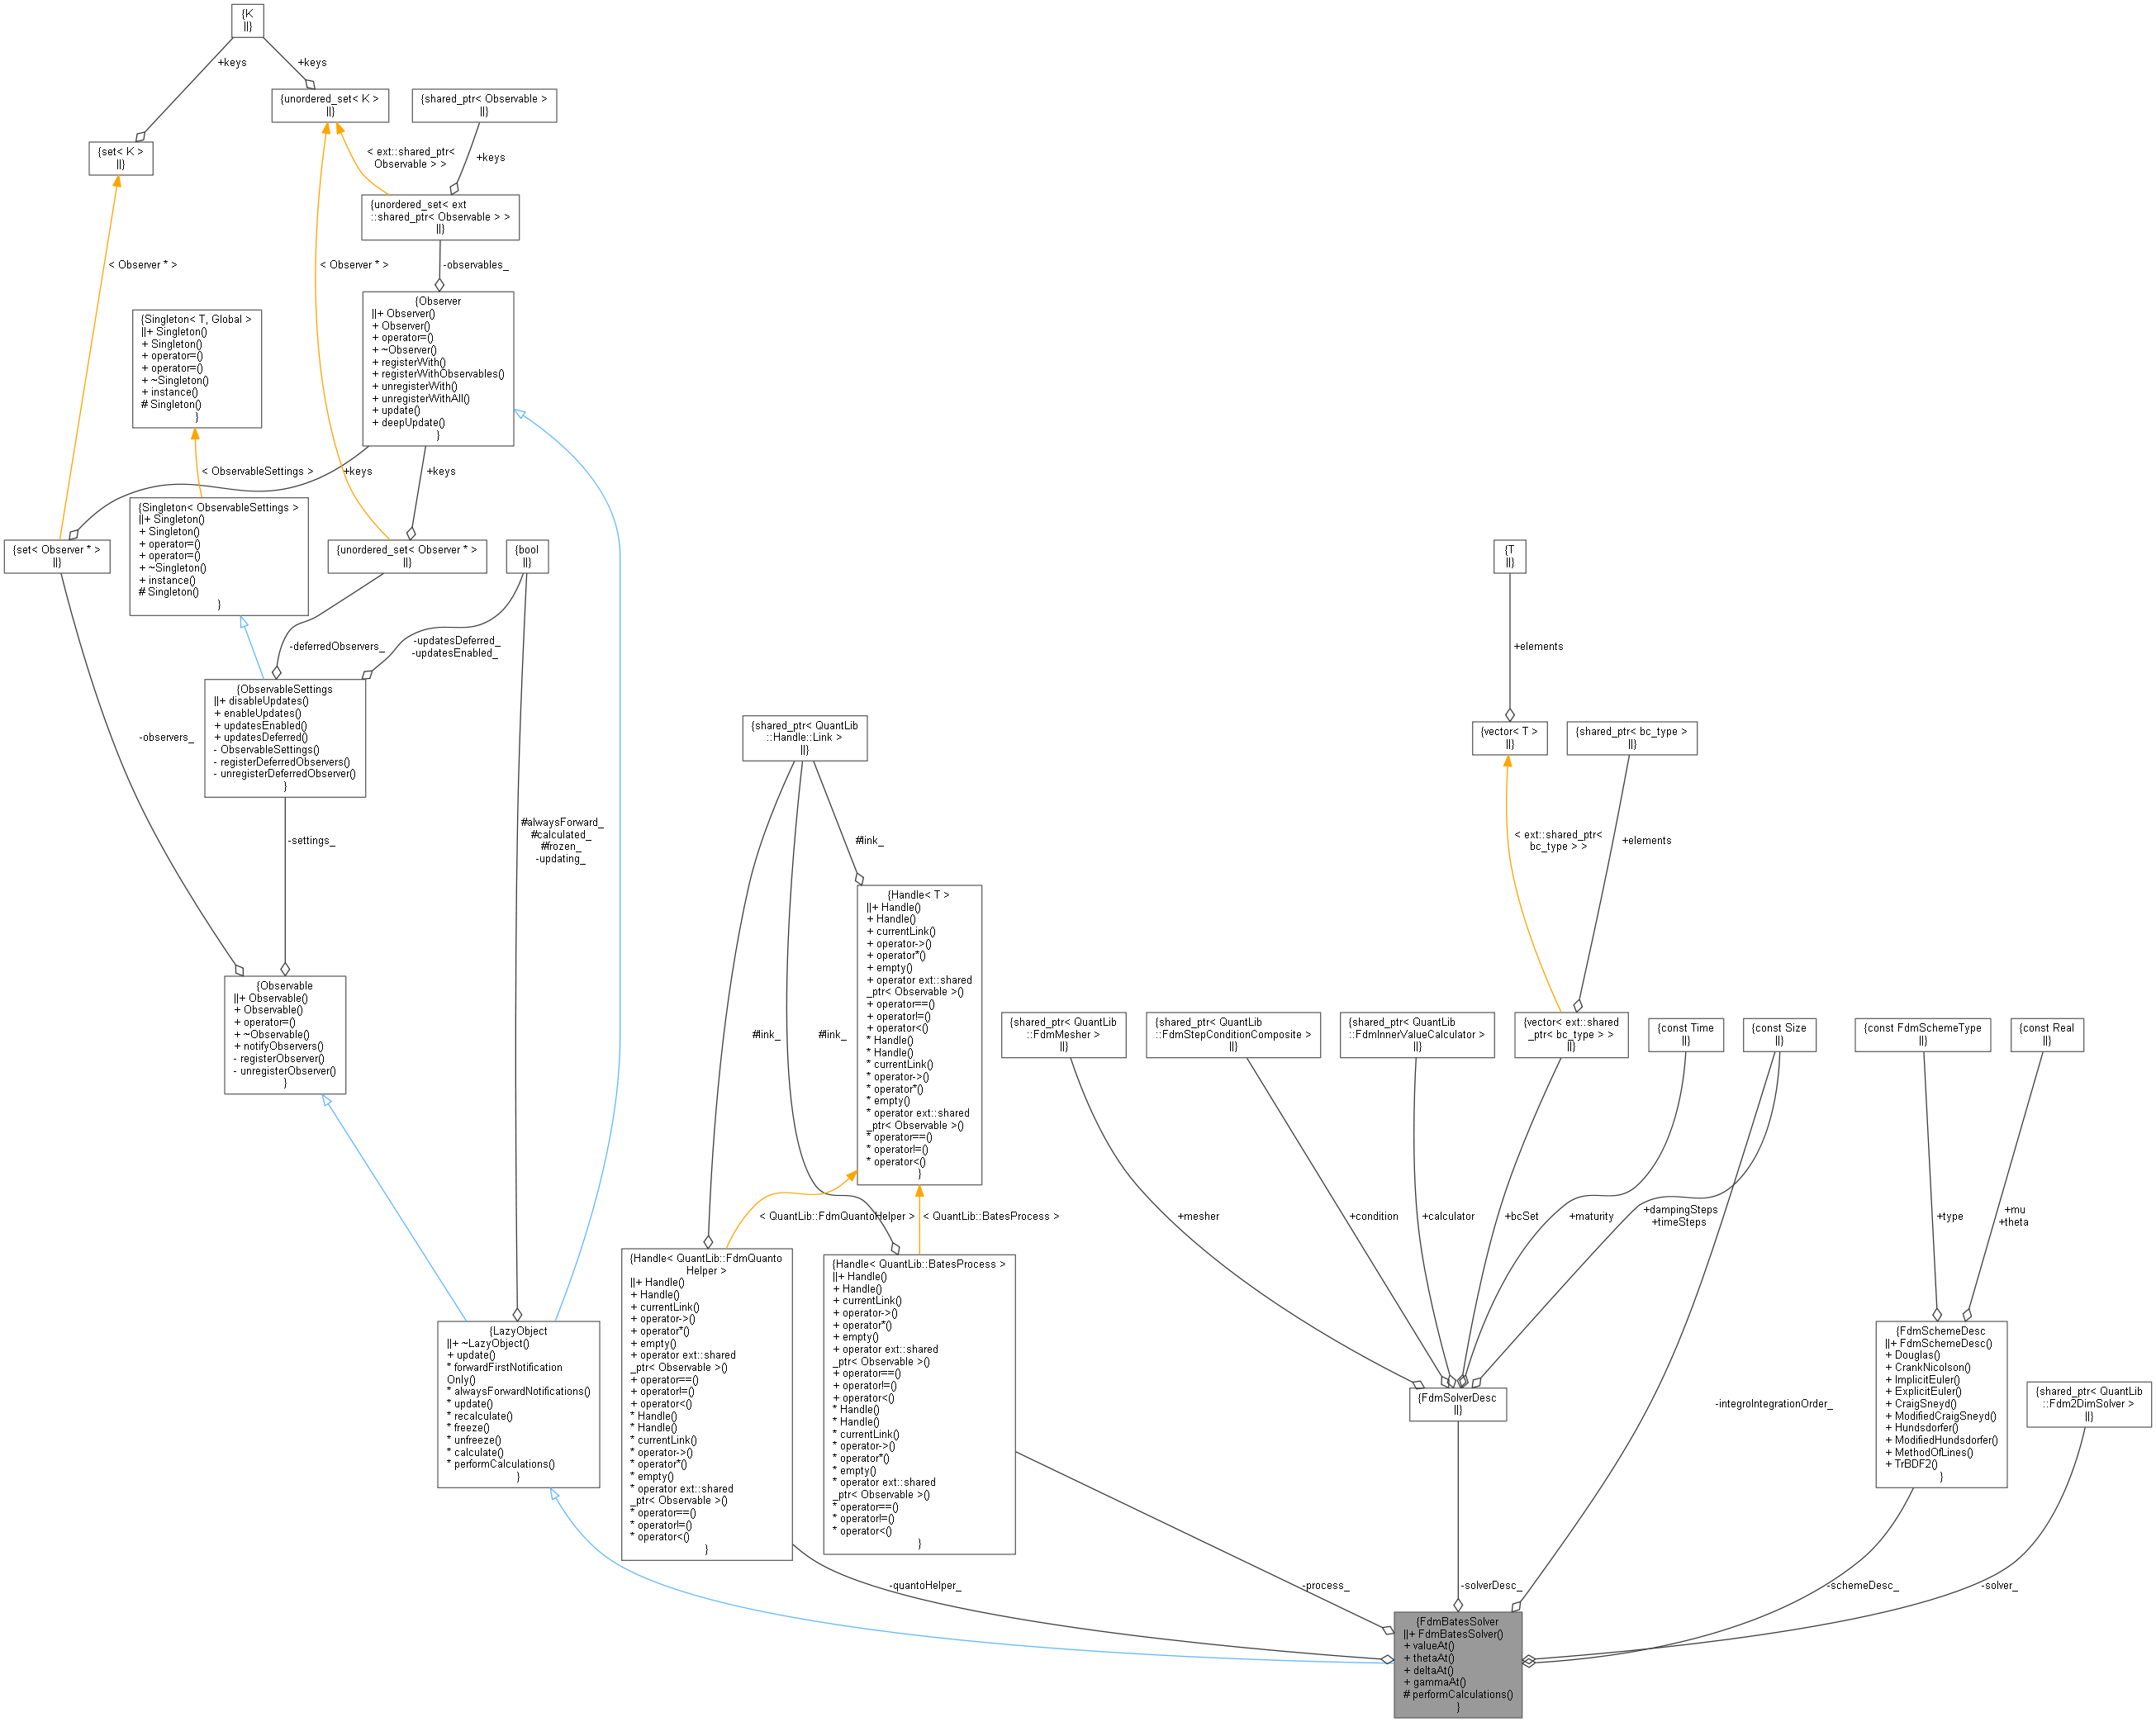 {K
||}
+keys
+keys
{unordered_set< K >
||}
{shared_ptr< Observable >
||}
{set< K >
||}
< ext::shared_ptr<
Observable > >
+keys
{unordered_set< ext
::shared_ptr< Observable > >
||}
< Observer * >
< Observer * >
-observables_
{Singleton< T, Global >
||+ Singleton()
+ Singleton()
+ operator=()
+ operator=()
+ ~Singleton()
+ instance()
# Singleton()
}
{Observer
||+ Observer()
+ Observer()
+ operator=()
+ ~Observer()
+ registerWith()
+ registerWithObservables()
+ unregisterWith()
+ unregisterWithAll()
+ update()
+ deepUpdate()
}
< ObservableSettings >
+keys
+keys
{Singleton< ObservableSettings >
||+ Singleton()
+ Singleton()
+ operator=()
+ operator=()
+ ~Singleton()
+ instance()
# Singleton()
}
{set< Observer * >
||}
{unordered_set< Observer * >
||}
{bool
||}
{T
||}
-deferredObservers_
-updatesDeferred_
-updatesEnabled_
+elements
{ObservableSettings
||+ disableUpdates()
+ enableUpdates()
+ updatesEnabled()
+ updatesDeferred()
- ObservableSettings()
- registerDeferredObservers()
- unregisterDeferredObserver()
}
-observers_
{shared_ptr< QuantLib
::Handle::Link >
||}
{vector< T >
||}
{shared_ptr< bc_type >
||}
-settings_
#alwaysForward_
#calculated_
#frozen_
-updating_
#link_
< ext::shared_ptr<
bc_type > >
+elements
{Handle< T >
||+ Handle()
+ Handle()
+ currentLink()
+ operator->()
+ operator*()
+ empty()
+ operator ext::shared
_ptr< Observable >()
+ operator==()
+ operator!=()
+ operator<()
* Handle()
* Handle()
* currentLink()
* operator->()
* operator*()
* empty()
* operator ext::shared
_ptr< Observable >()
* operator==()
* operator!=()
* operator<()
}
{Observable
||+ Observable()
+ Observable()
+ operator=()
+ ~Observable()
+ notifyObservers()
- registerObserver()
- unregisterObserver()
}
#link_
#link_
{shared_ptr< QuantLib
::FdmMesher >
||}
{shared_ptr< QuantLib
::FdmStepConditionComposite >
||}
{shared_ptr< QuantLib
::FdmInnerValueCalculator >
||}
{vector< ext::shared
_ptr< bc_type > >
||}
{const Time
||}
{const Size
||}
{const FdmSchemeType
||}
{const Real
||}
< QuantLib::FdmQuantoHelper >
< QuantLib::BatesProcess >
+mesher
+condition
+calculator
+bcSet
+maturity
+dampingSteps
+timeSteps
+type
+mu
+theta
{Handle< QuantLib::FdmQuanto
Helper >
||+ Handle()
+ Handle()
+ currentLink()
+ operator->()
+ operator*()
+ empty()
+ operator ext::shared
_ptr< Observable >()
+ operator==()
+ operator!=()
+ operator<()
* Handle()
* Handle()
* currentLink()
* operator->()
* operator*()
* empty()
* operator ext::shared
_ptr< Observable >()
* operator==()
* operator!=()
* operator<()
}
{Handle< QuantLib::BatesProcess >
||+ Handle()
+ Handle()
+ currentLink()
+ operator->()
+ operator*()
+ empty()
+ operator ext::shared
_ptr< Observable >()
+ operator==()
+ operator!=()
+ operator<()
* Handle()
* Handle()
* currentLink()
* operator->()
* operator*()
* empty()
* operator ext::shared
_ptr< Observable >()
* operator==()
* operator!=()
* operator<()
}
{LazyObject
||+ ~LazyObject()
+ update()
* forwardFirstNotification
Only()
* alwaysForwardNotifications()
* update()
* recalculate()
* freeze()
* unfreeze()
* calculate()
* performCalculations()
}
{FdmSolverDesc
||}
-integroIntegrationOrder_
{FdmSchemeDesc
||+ FdmSchemeDesc()
+ Douglas()
+ CrankNicolson()
+ ImplicitEuler()
+ ExplicitEuler()
+ CraigSneyd()
+ ModifiedCraigSneyd()
+ Hundsdorfer()
+ ModifiedHundsdorfer()
+ MethodOfLines()
+ TrBDF2()
}
{shared_ptr< QuantLib
::Fdm2DimSolver >
||}
-quantoHelper_
-process_
-solverDesc_
-schemeDesc_
-solver_
{FdmBatesSolver
||+ FdmBatesSolver()
+ valueAt()
+ thetaAt()
+ deltaAt()
+ gammaAt()
# performCalculations()
}